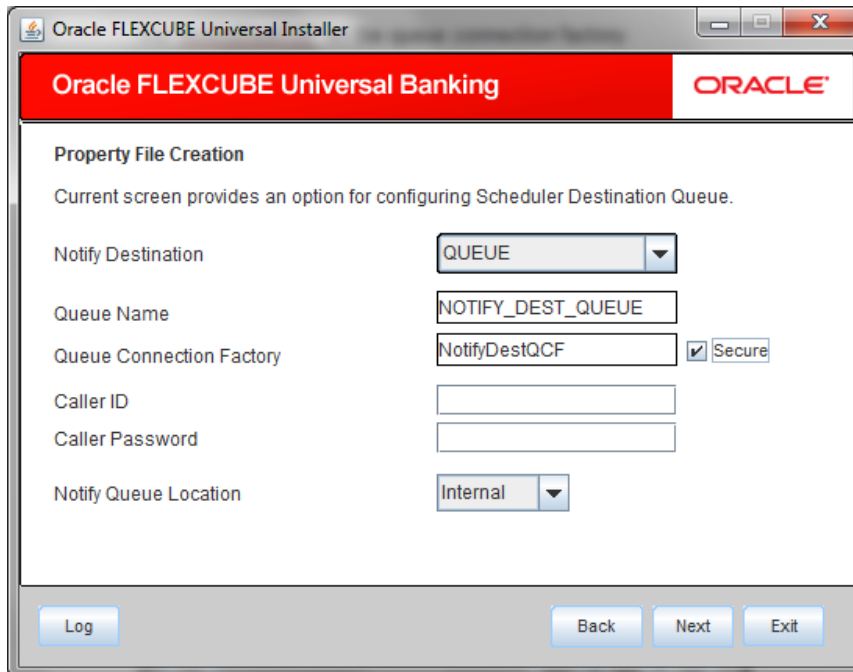 Oracle FLEXCUBE Universal Installer
Oracle FLEXCUBE Universal Banking
ORACLE
Property File Creation
Current screen provides an option for configuring Scheduler Destination Queue.
Notify Destination
QUEUE
Queue Name
NOTIFY_DEST_QUEUE
Queue Connection Factory
NotifyDestQCF
Secure
Caller ID
Caller Password
Notify Queue Location
Internal
Log
Back
Next
Exit